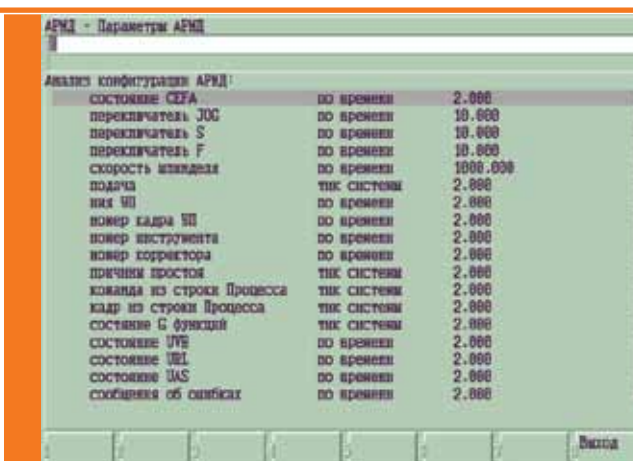 АРМД - Параметры АРМД
Анализ конфигурации АРМД:
состояние CEFA по времени 2.000
переключатель JOG по времени 10.000
переключатель S по времени 10.000
переключатель F по времени 10.000
скорость шпинделя по времени 1000.000
подача тик системы 2.000
имя УП по времени 2.000
номер кадра УП по времени 2.000
номер инструмента по времени 2.000
номер корректора по времени 2.000
причины простоя тик системы 2.000
команда из строки Процесса тик системы 2.000
кадр из строки Процесса тик системы 2.000
состяние G функций тик системы 2.000
состояние UVR по времени 2.000
состояние URL по времени 2.000
состояние UAS по времени 2.000
сообщения об ошибках по времени 2.000
Выход